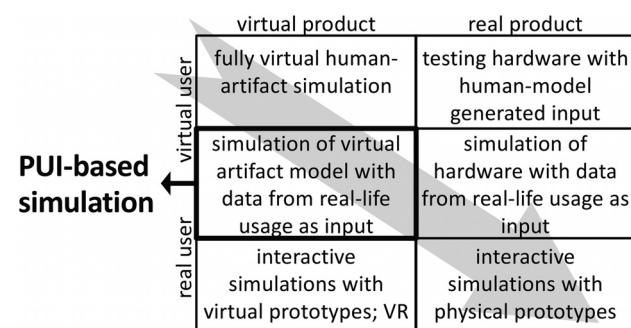 virtual product
real product
virtual user
fully virtual human-
artifact simulation
testing hardware with
human-model
generated input
PUI-based
simulation
simulation of virtual
artifact model with
data from real-life
usage as input
simulation of
hardware with data
from real-life usage as
input
real user
interactive
simulations with
virtual prototypes; VR
interactive
simulations with
physical prototypes